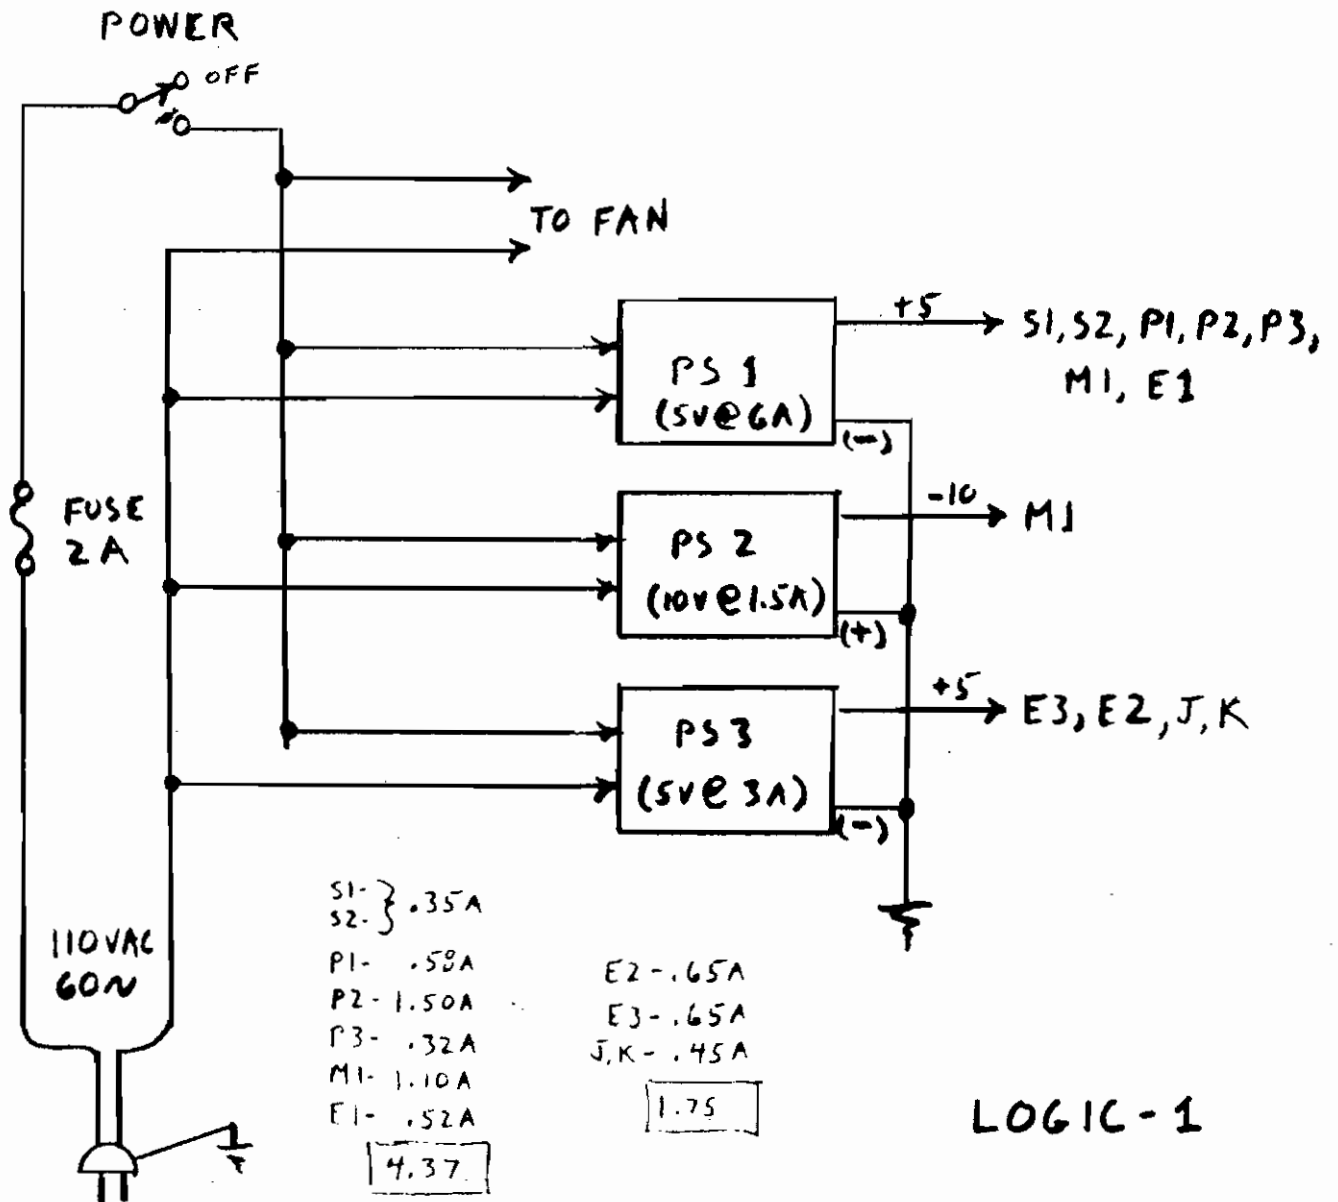 POWER
OFF
TO FAN
FUSE
2A
PS 1
(5V@6A)
+5
(-)
S1, S2, P1, P2, P3,
M1, E1
PS 2
(10V@1.5A)
-10
(+)
M1
PS 3
(5V@3A)
+5
(-)
E3, E2, J, K
110VAC
60~
S1-
S2-
} .35A
P1- .58A
P2- 1.50A
P3- .32A
M1- 1.10A
E1- .52A
4.37
E2-.65A
E3-.65A
J,K-.45A
1.75
LOGIC-1